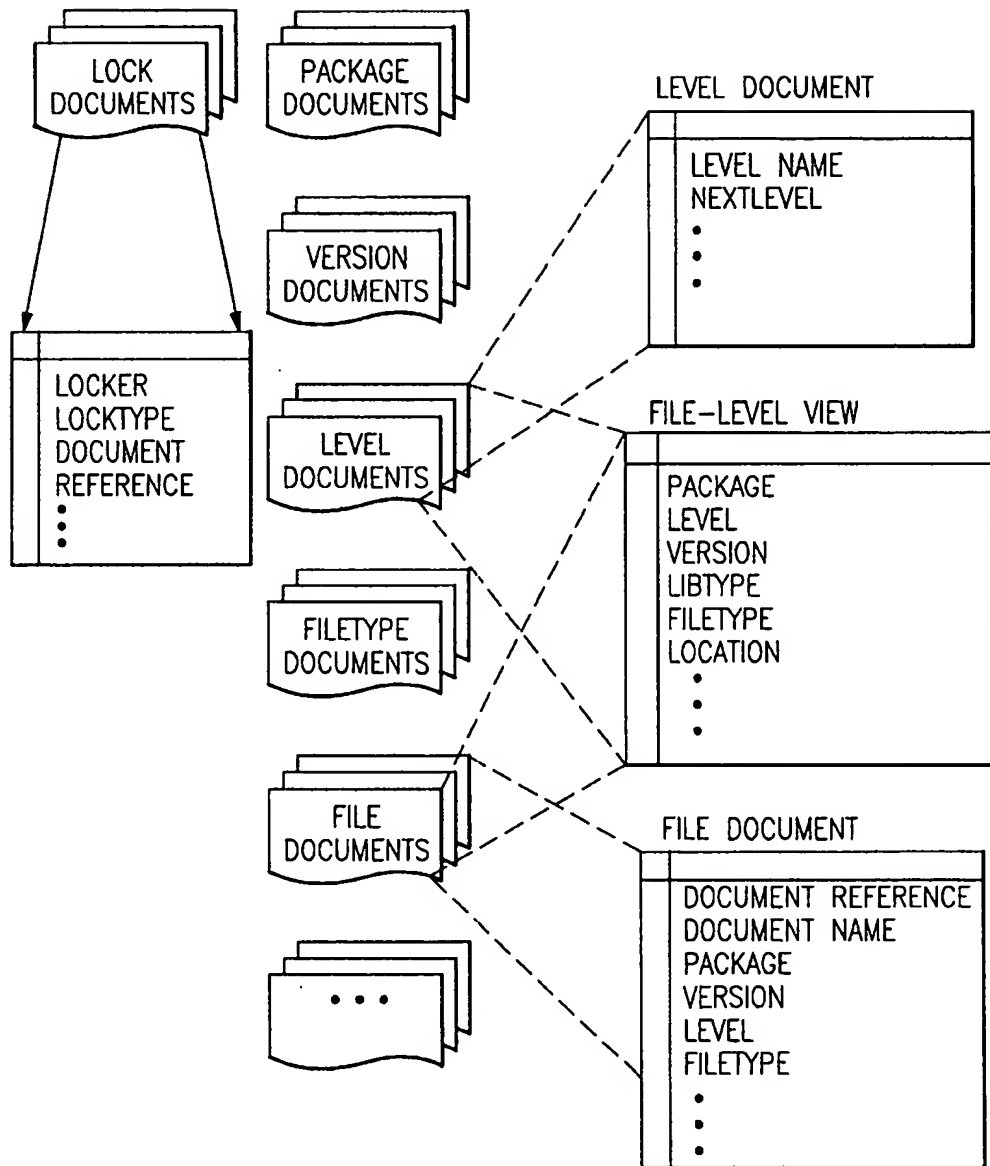 LOCK
DOCUMENTS
LOCKER
LOCKTYPE
DOCUMENT
REFERENCE
PACKAGE
DOCUMENTS
VERSION
DOCUMENTS
LEVEL
DOCUMENTS
FILETYPE
DOCUMENTS
FILE
DOCUMENTS
LEVEL DOCUMENT
LEVEL NAME
NEXTLEVEL
FILE-LEVEL VIEW
PACKAGE
LEVEL
VERSION
LIBTYPE
FILETYPE
LOCATION
FILE DOCUMENT
DOCUMENT REFERENCE
DOCUMENT NAME
PACKAGE
VERSION
LEVEL
FILETYPE